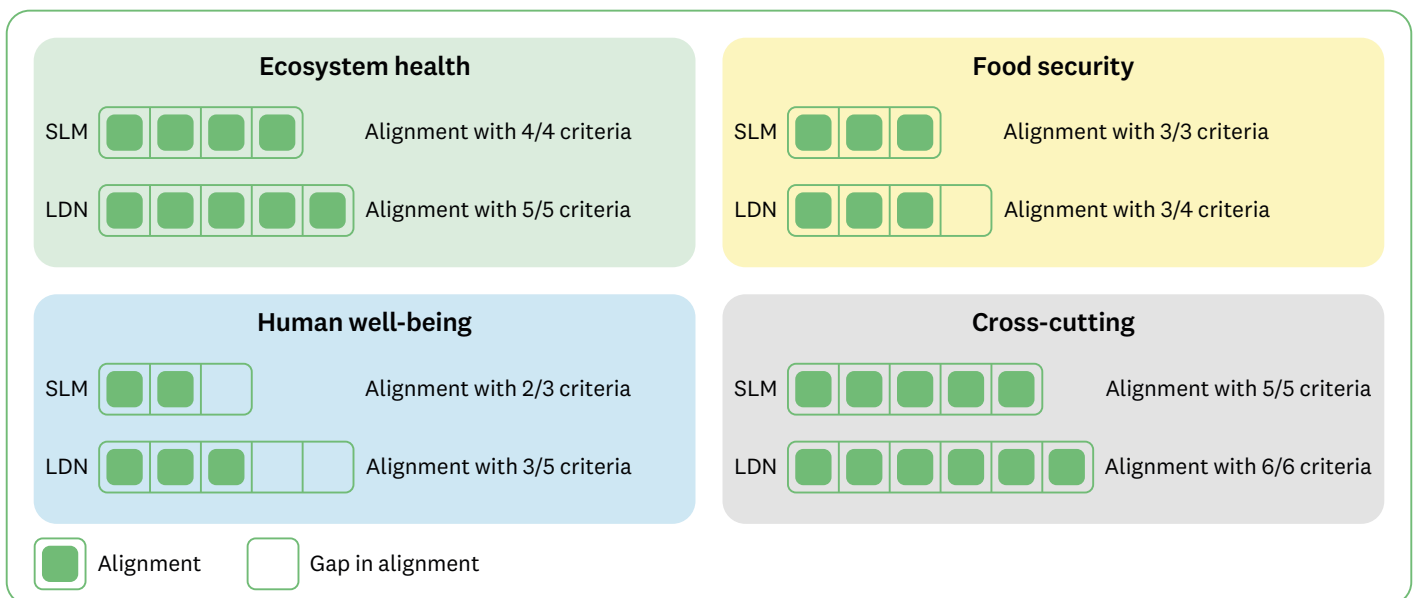 Ecosystem health
SLM Alignment with 4/4 criteria
LDN Alignment with 5/5 criteria
Food security
SLM Alignment with 3/3 criteria
LDN Alignment with 3/4 criteria
Human well-being
SLM Alignment with 2/3 criteria
LDN Alignment with 3/5 criteria
Cross-cutting
SLM Alignment with 5/5 criteria
LDN Alignment with 6/6 criteria
Alignment Gap in alignment